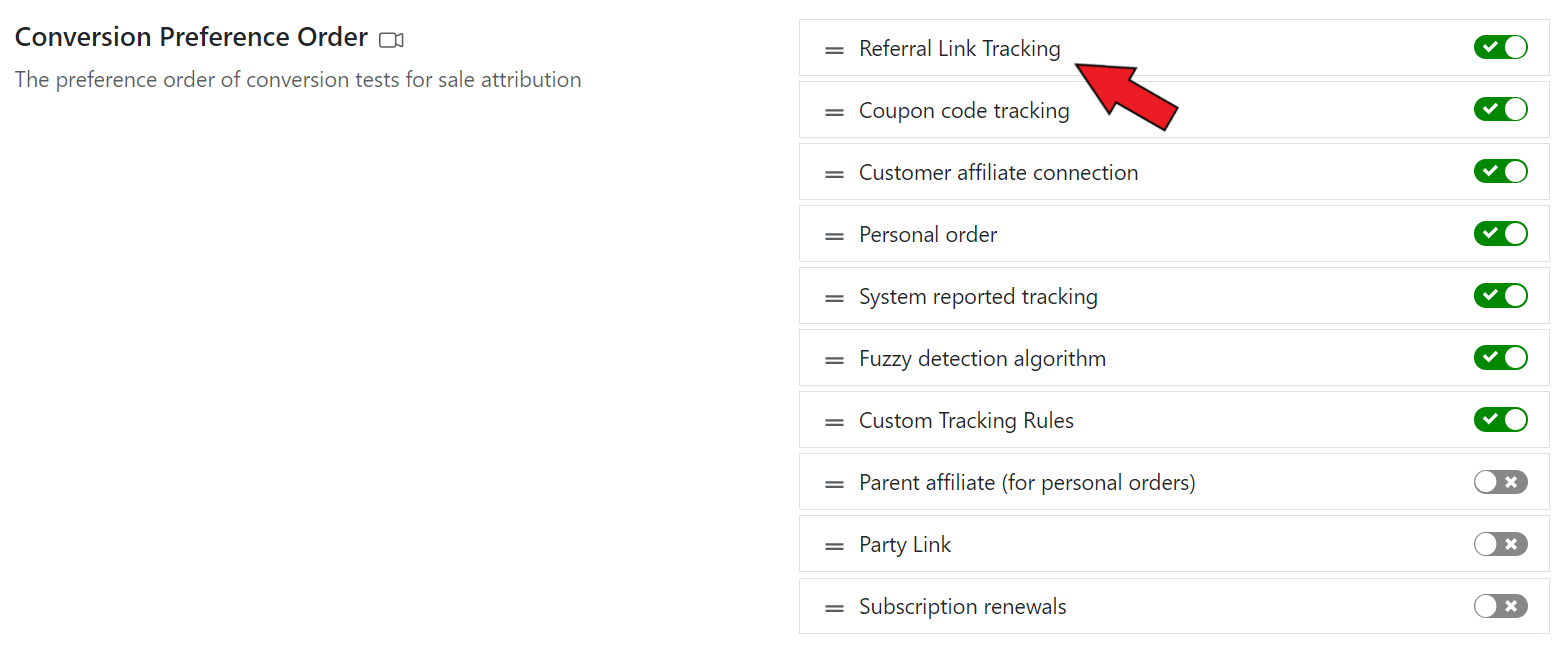 Conversion Preference Order
The preference order of conversion tests for sale attribution
Referral Link Tracking
Coupon code tracking
Customer affiliate connection
Personal order
System reported tracking
Fuzzy detection algorithm
Custom Tracking Rules
Parent affiliate (for personal orders)
Party Link
Subscription renewals